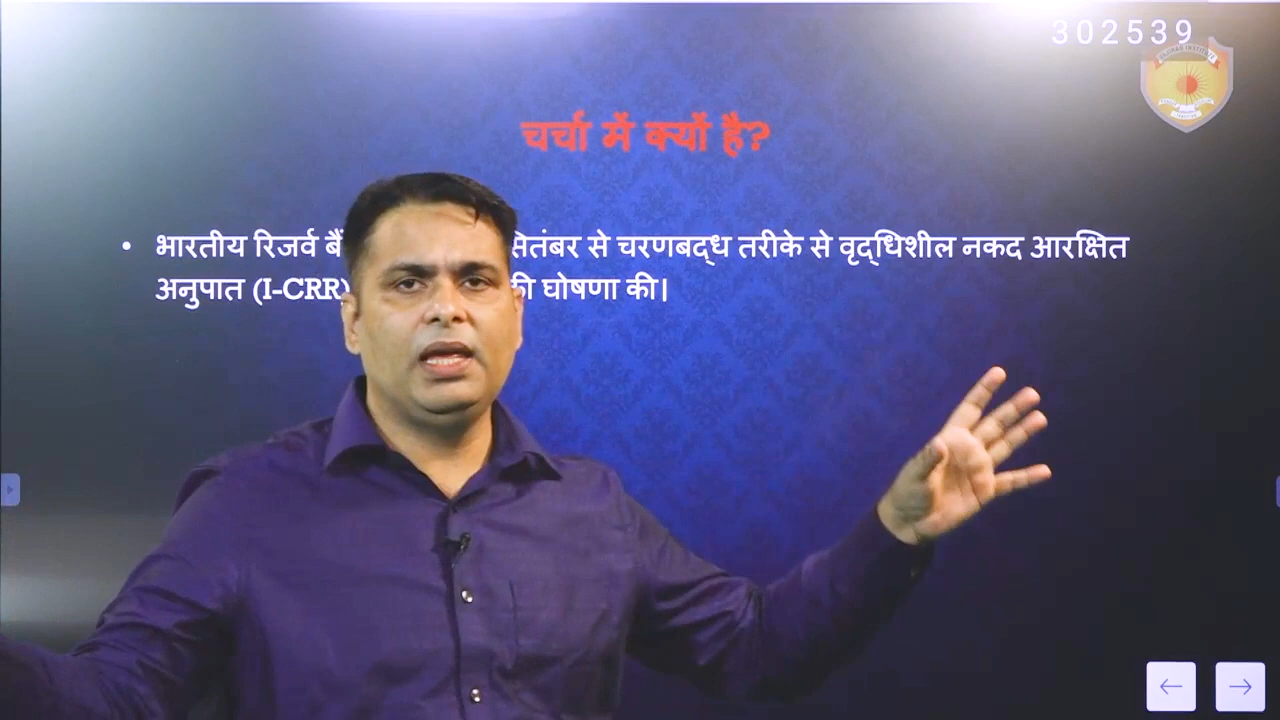 302539
चर्चा में क्यों है?
• भारतीय रिजर्व सितंबर से चरणबद्ध तरीके से वृद्धिशील नकद आरक्षित
अनुपात (I-CRR) की घोषणा की।